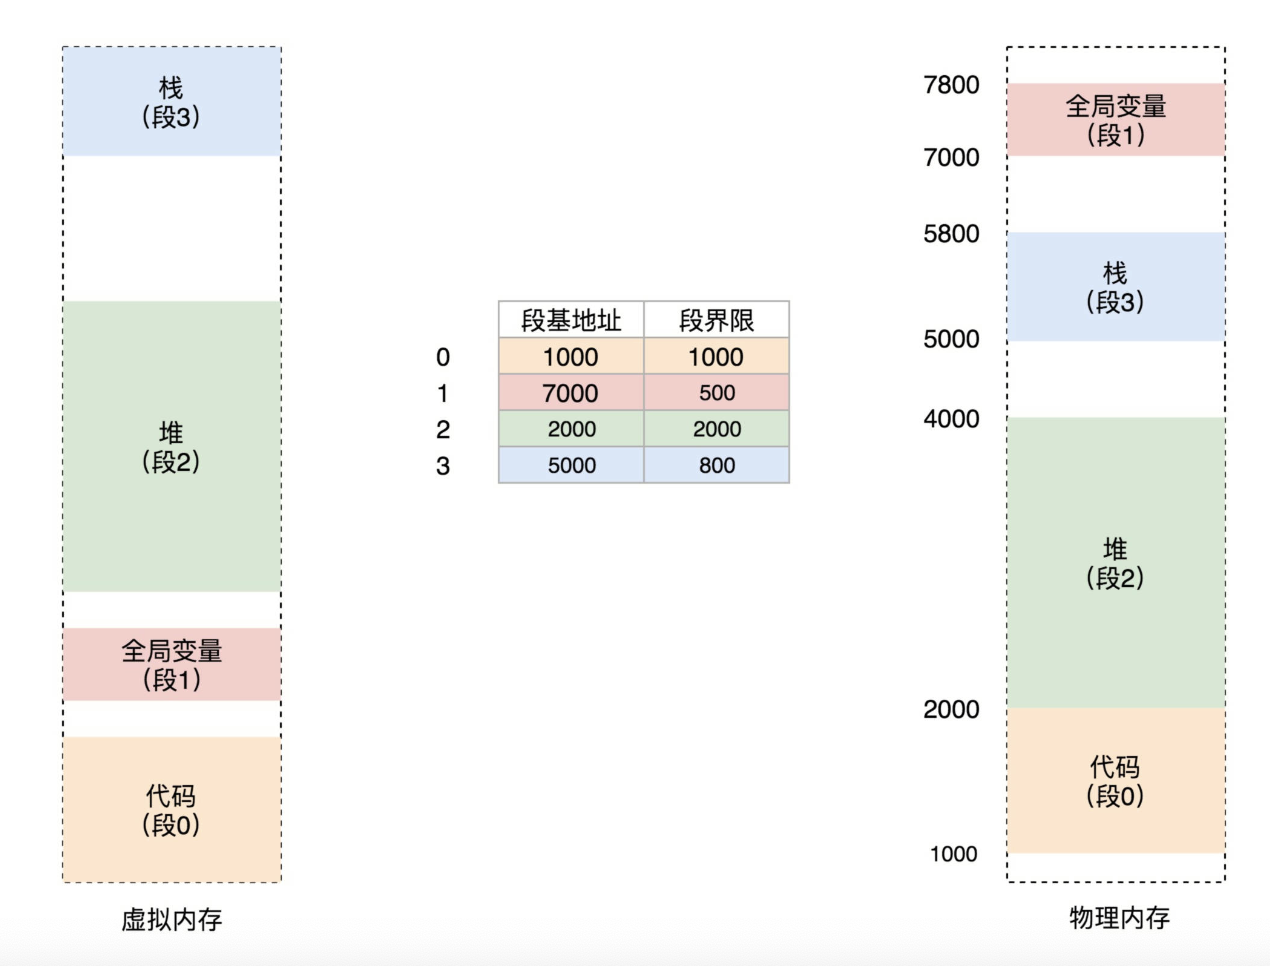 栈
（段3）
堆
（段2）
全局变量
（段1）
代码
（段0）
虚拟内存
段基地址 段界限
0 1000 1000
1 7000 500
2 2000 2000
3 5000 800
7800
全局变量
（段1）
7000
5800
栈
（段3）
5000
4000
堆
（段2）
2000
代码
（段0）
1000
物理内存